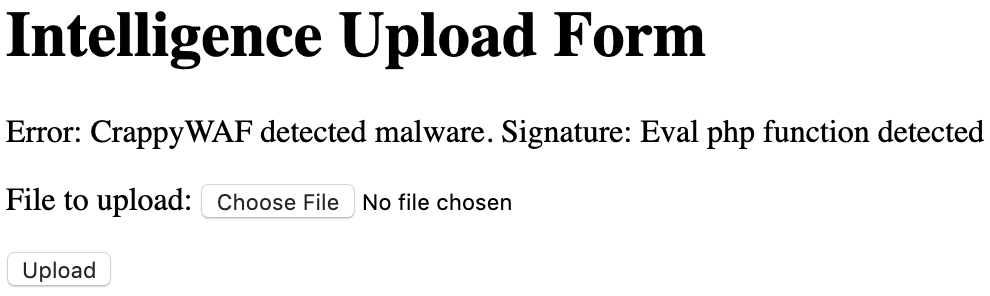 Intelligence Upload Form
Error: CrappyWAF detected malware. Signature: Eval php function detected
File to upload: Choose File No file chosen
Upload